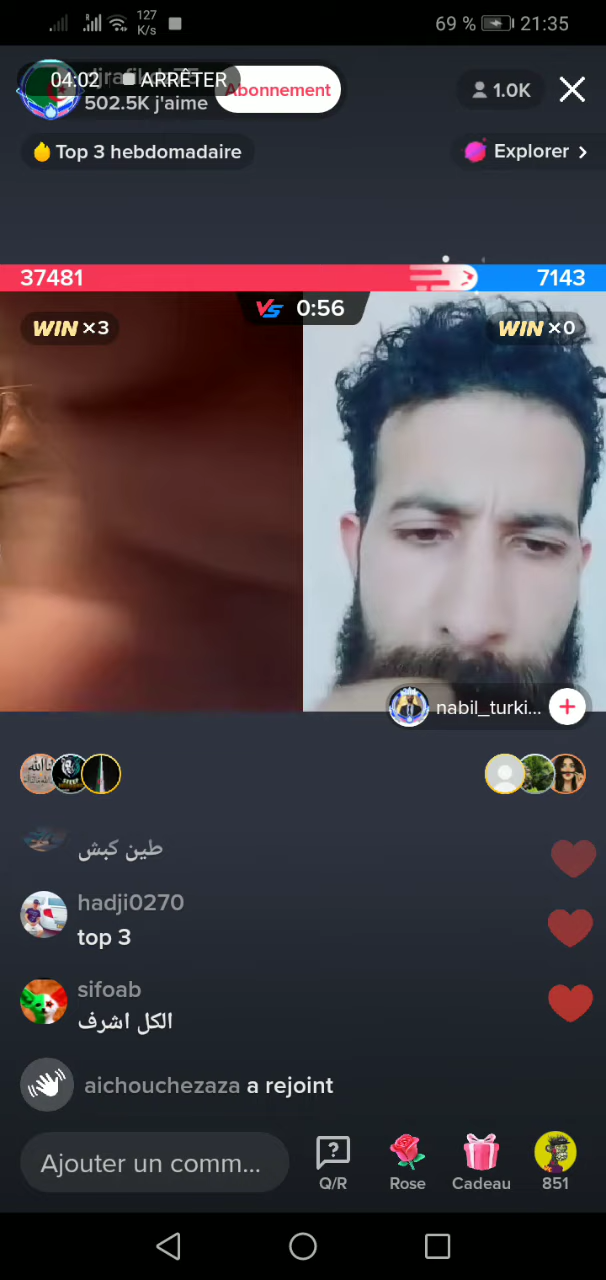 127
K/s
69 %
21:35
04:02
ARRÊTER
502.5K j'aime
Abonnement
1.0K
Top 3 hebdomadaire
Explorer
37481
7143
VS 0:56
WIN ×3
WIN ×0
nabil_turki...
طين كبش
hadji0270
top 3
sifoab
الكل اشرف
aichouchezaza a rejoint
Ajouter un comm...
Q/R
Rose
Cadeau
851